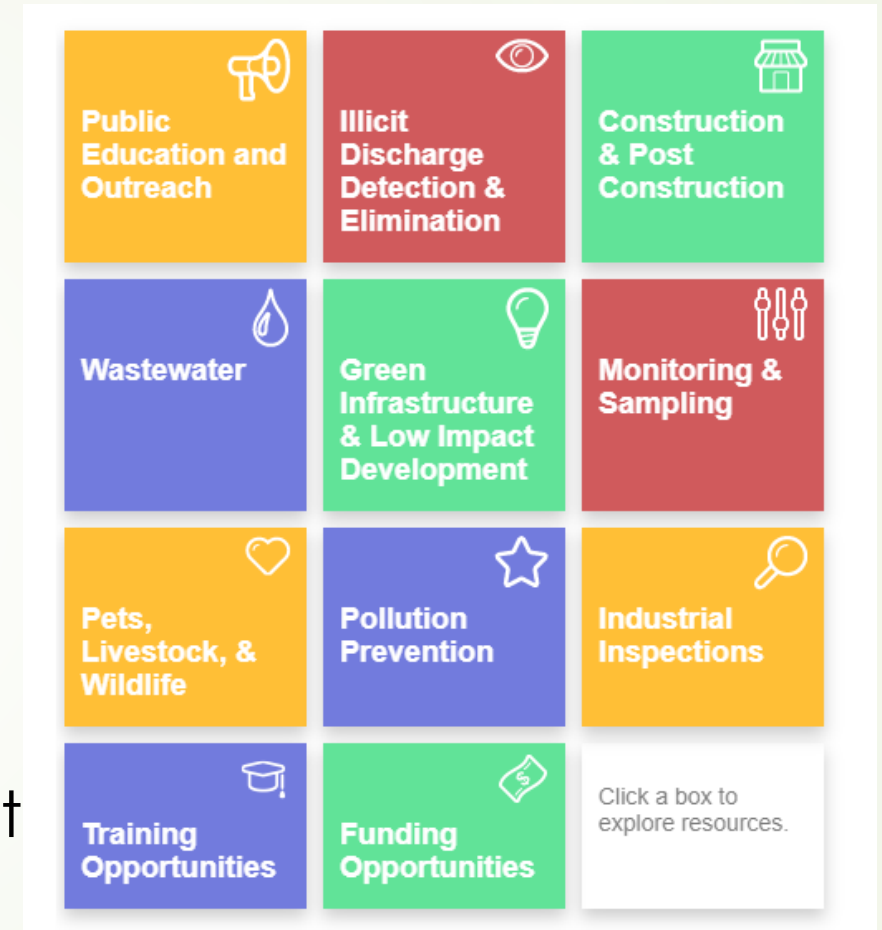 Public
Education and
Outreach
Illicit
Discharge
Detection &
Elimination
Construction
& Post
Construction
Wastewater
Green
Infrastructure
& Low Impact
Development
Monitoring &
Sampling
Pets,
Livestock, &
Wildlife
Pollution
Prevention
Industrial
Inspections
t
Training
Opportunities
Funding
Opportunities
Click a box to
explore resources.